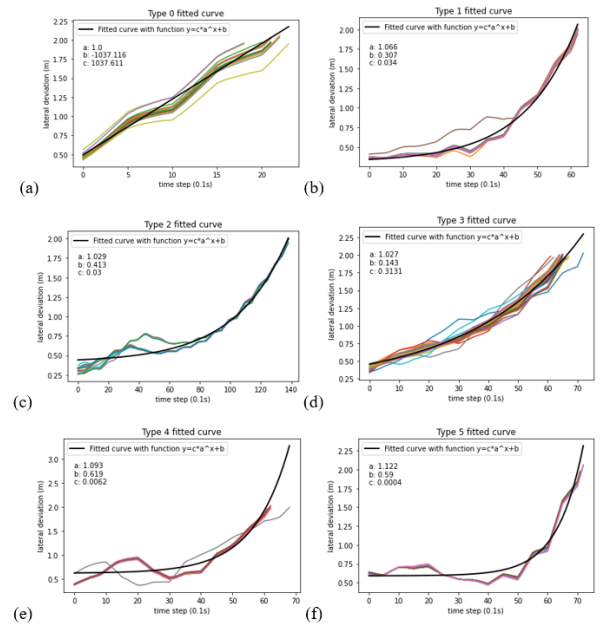 Type 0 fitted curve
Fitted curve with function y=c*a^x+b
a: 1.0
b: -1037.116
c: 1037.611
lateral deviation (m)
2.25
2.00
1.75
1.50
1.25
1.00
0.75
0.50
0 5 10 15 20
time step (0.1s)
(a)
Type 1 fitted curve
Fitted curve with function y=c*a^x+b
a: 1.066
b: 0.307
c: 0.034
lateral deviation (m)
2.00
1.75
1.50
1.25
1.00
0.75
0.50
0 10 20 30 40 50 60
time step (0.1s)
(b)
Type 2 fitted curve
Fitted curve with function y=c*a^x+b
a: 1.029
b: 0.413
c: 0.03
lateral deviation (m)
2.00
1.75
1.50
1.25
1.00
0.75
0.50
0.25
0 20 40 60 80 100 120 140
time step (0.1s)
(c)
Type 3 fitted curve
Fitted curve with function y=c*a^x+b
a: 1.027
b: 0.143
c: 0.3131
lateral deviation (m)
2.25
2.00
1.75
1.50
1.25
1.00
0.75
0.50
0.25
0 10 20 30 40 50 60 70
time step (0.1s)
(d)
Type 4 fitted curve
Fitted curve with function y=c*a^x+b
a: 1.093
b: 0.619
c: 0.0062
lateral deviation (m)
3.0
2.5
2.0
1.5
1.0
0.5
0 10 20 30 40 50 60 70
time step (0.1s)
(e)
Type 5 fitted curve
Fitted curve with function y=c*a^x+b
a: 1.122
b: 0.59
c: 0.0004
lateral deviation (m)
2.25
2.00
1.75
1.50
1.25
1.00
0.75
0.50
0 10 20 30 40 50 60 70
time step (0.1s)
(f)